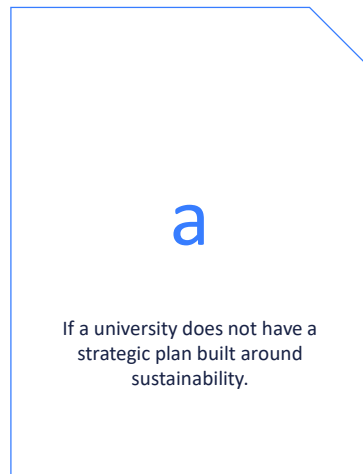 a
If a university does not have a
strategic plan built around
sustainability.